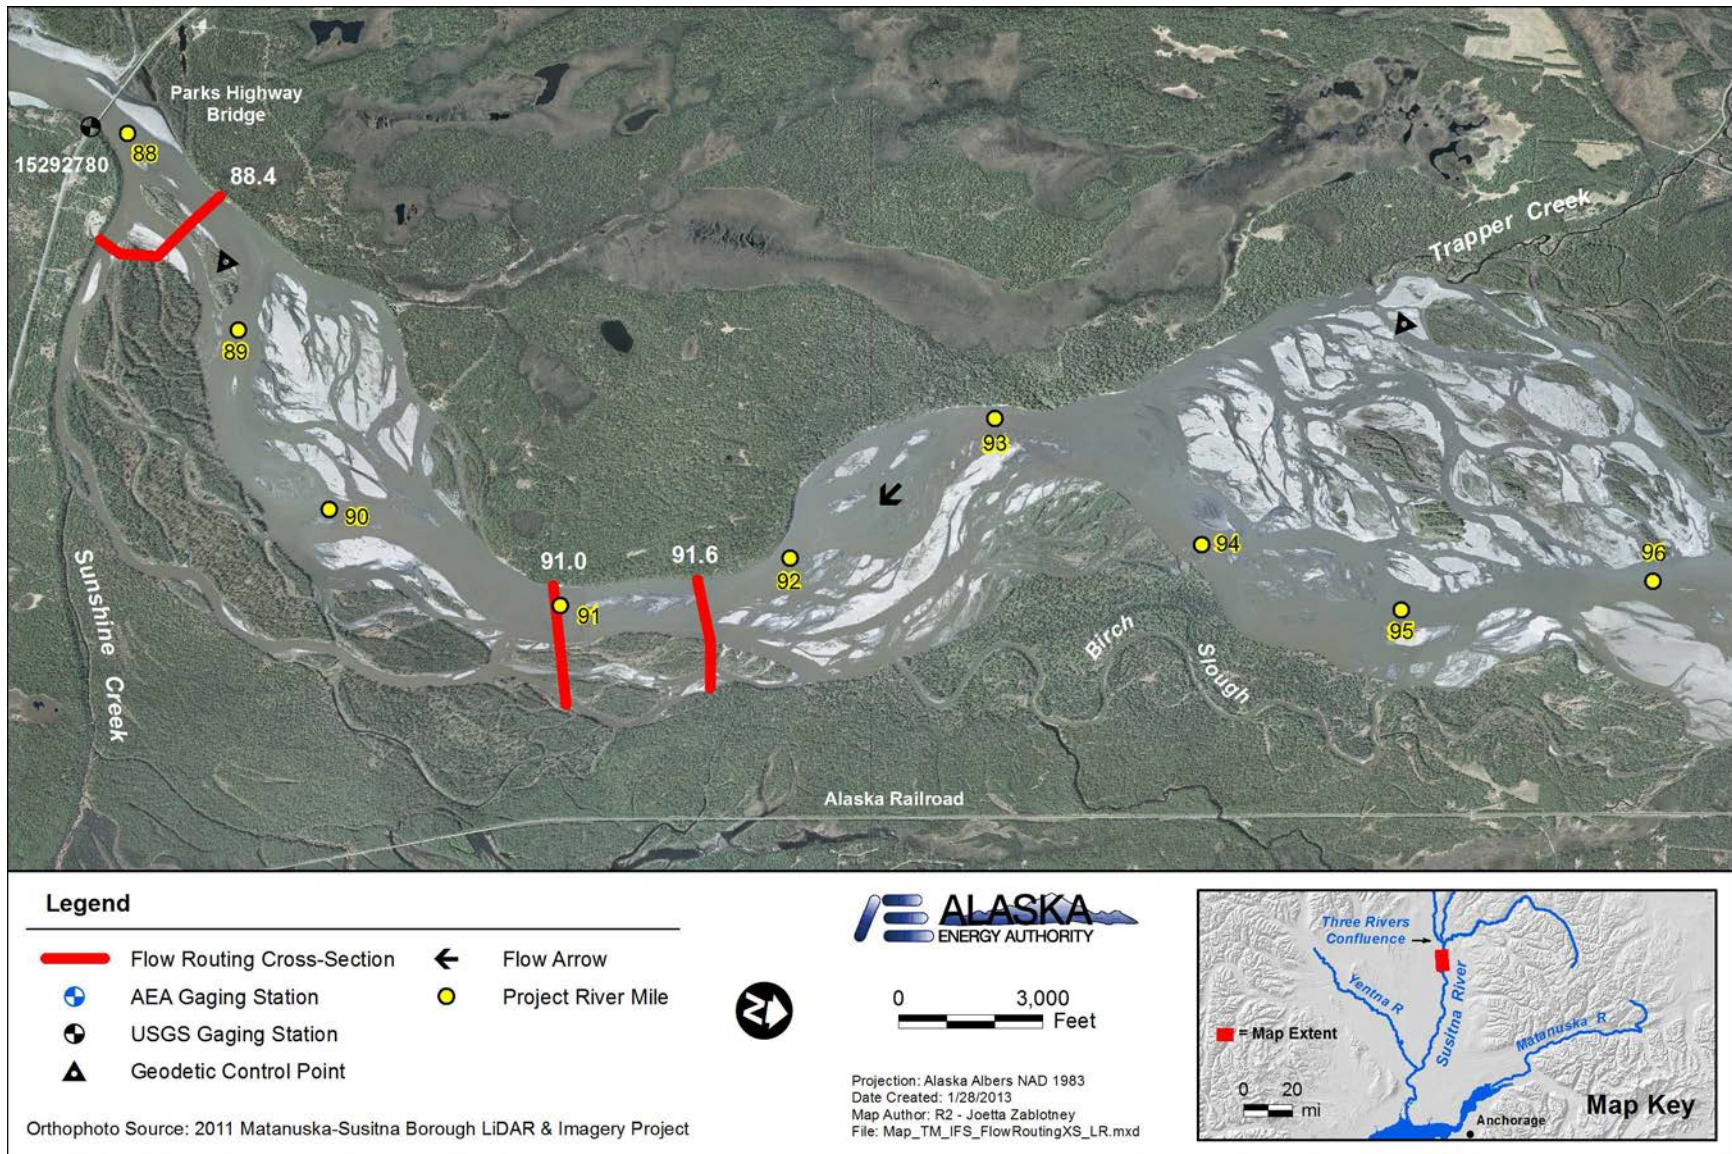 Parks Highway
Bridge
88
15292780
88.4
Trapper Creek
89
93
90
94
96
Sunshine Creek
91.0
91.6
92
91
95
Birch Slough
Alaska Railroad
Legend
Flow Routing Cross-Section
Flow Arrow
AEA Gaging Station
Project River Mile
USGS Gaging Station
Geodetic Control Point
Orthophoto Source: 2011 Matanuska-Susitna Borough LiDAR & Imagery Project
N
ALASKA
ENERGY AUTHORITY
0 3,000
Feet
Projection: Alaska Albers NAD 1983
Date Created: 1/28/2013
Map Author: R2 - Joetta Zablotney
File: Map_TM_IFS_FlowRoutingXS_LR.mxd
Three Rivers
Confluence
Yentna R
Susitna River
Matanuska R
= Map Extent
0 20
mi
Anchorage
Map Key